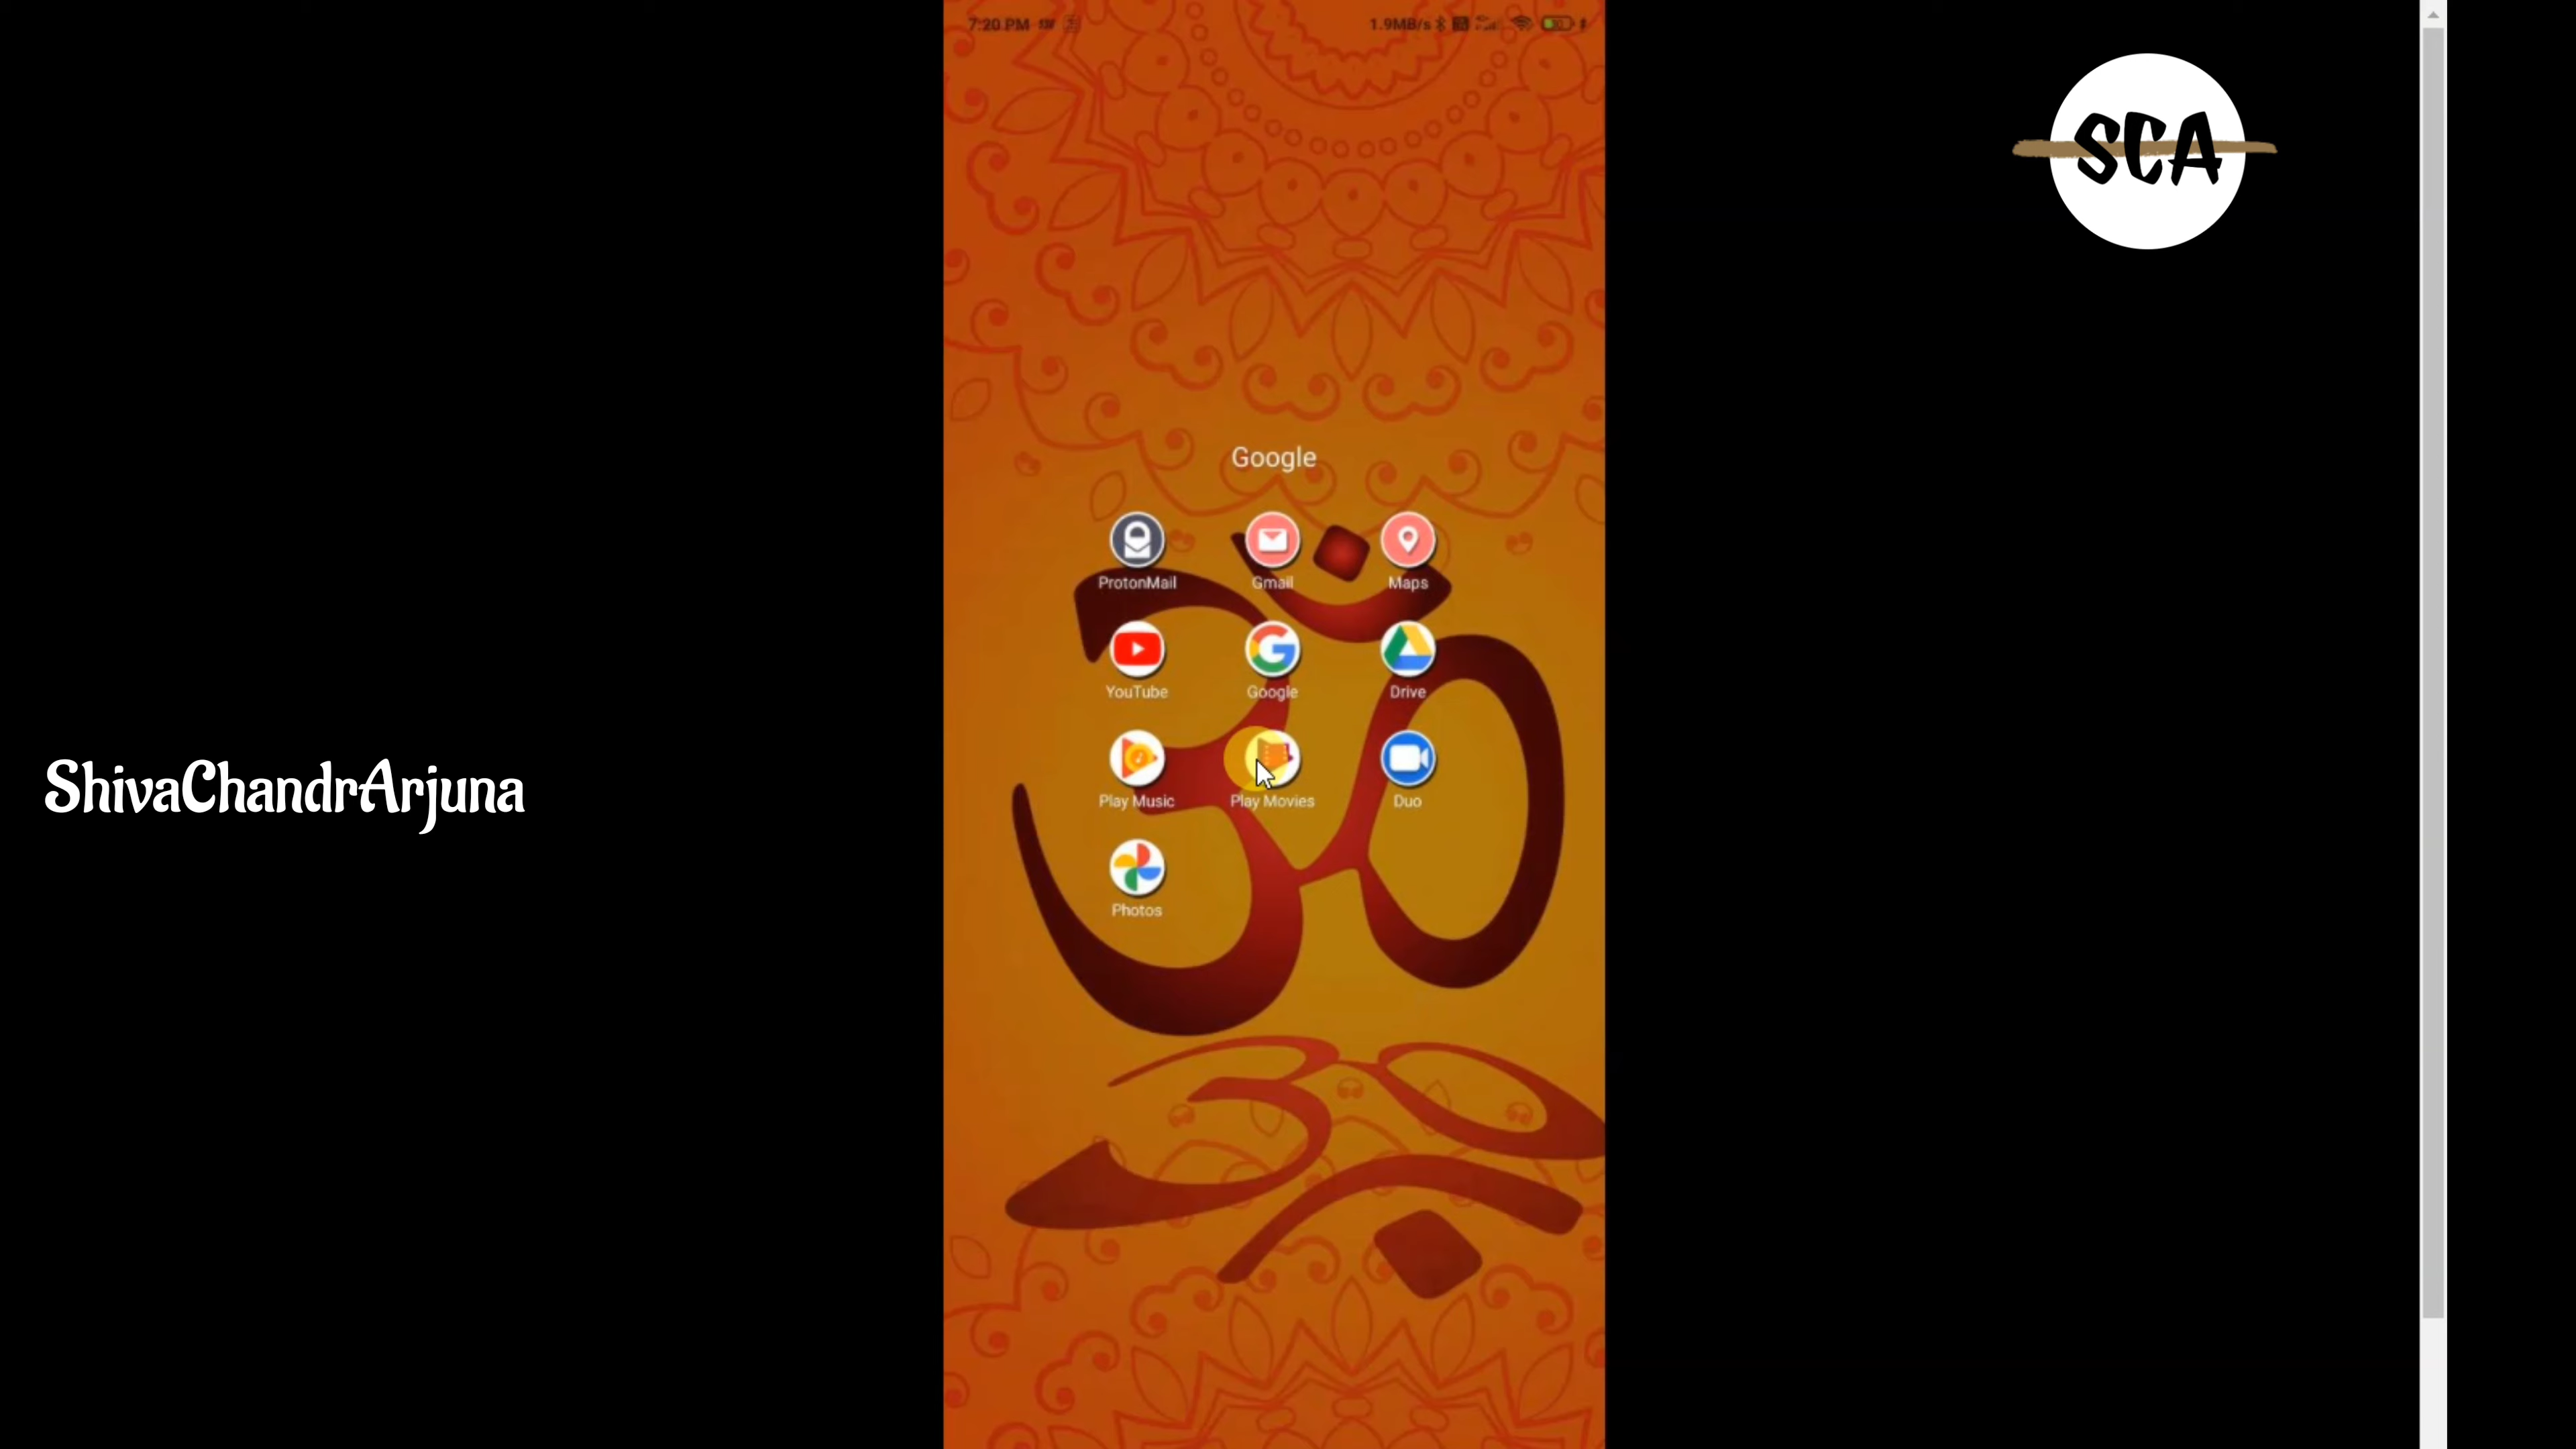 7:20 PM
1.9MB/s
SCA
Google
ProtonMail Gmail Maps
YouTube Google Drive
ShivaChandrArjuna
Play Music Play Movies Duo
Photos